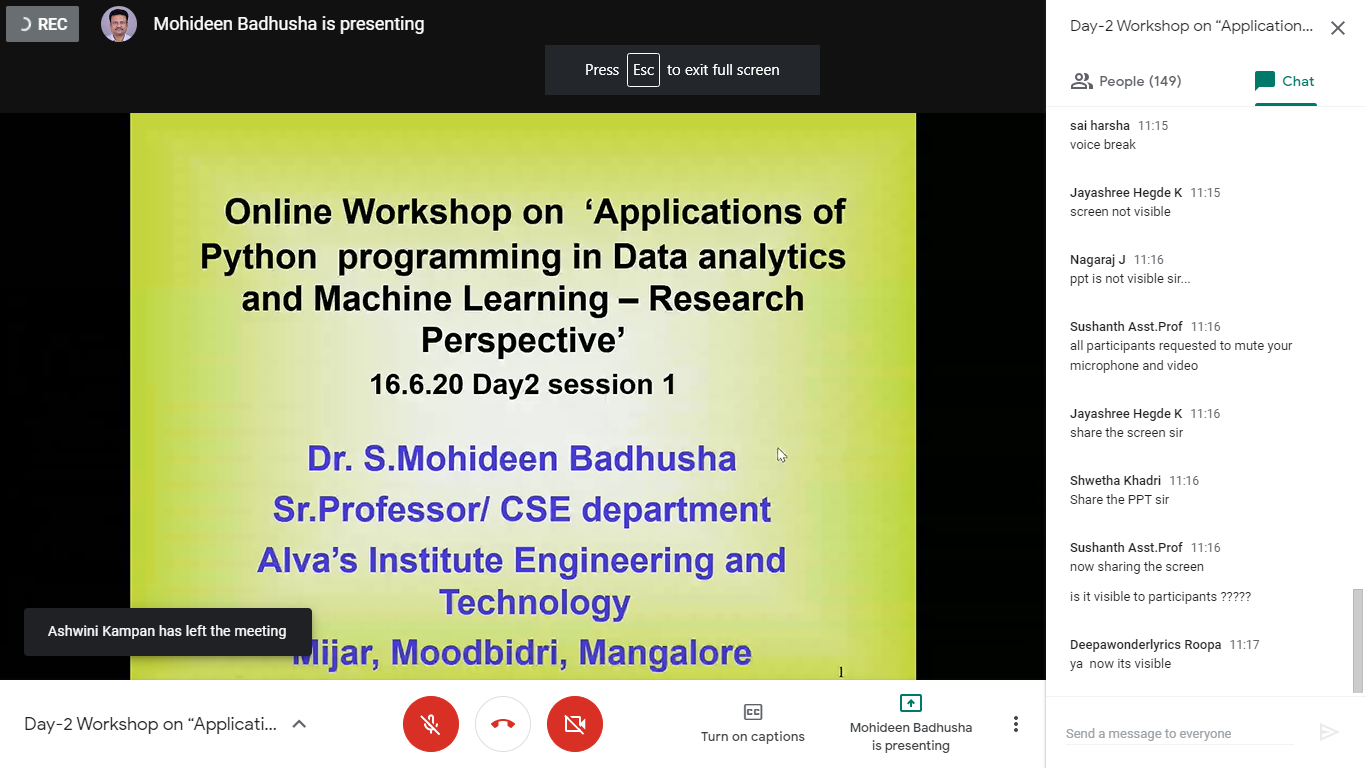 REC
Mohideen Badhusha is presenting
Press Esc to exit full screen
Online Workshop on ‘Applications of
Python programming in Data analytics
and Machine Learning – Research
Perspective’
16.6.20 Day2 session 1
Dr. S.Mohideen Badhusha
Sr.Professor/ CSE department
Alva’s Institute Engineering and
Technology
Mijar, Moodbidri, Mangalore
1
Ashwini Kampan has left the meeting
Day-2 Workshop on “Applicati...
Turn on captions
Mohideen Badhusha
is presenting
Day-2 Workshop on “Application...
People (149)
Chat
sai harsha 11:15
voice break
Jayashree Hegde K 11:15
screen not visible
Nagaraj J 11:16
ppt is not visible sir...
Sushanth Asst.Prof 11:16
all participants requested to mute your
microphone and video
Jayashree Hegde K 11:16
share the screen sir
Shwetha Khadri 11:16
Share the PPT sir
Sushanth Asst.Prof 11:16
now sharing the screen
is it visible to participants ?????
Deepawonderlyrics Roopa 11:17
ya now its visible
Send a message to everyone